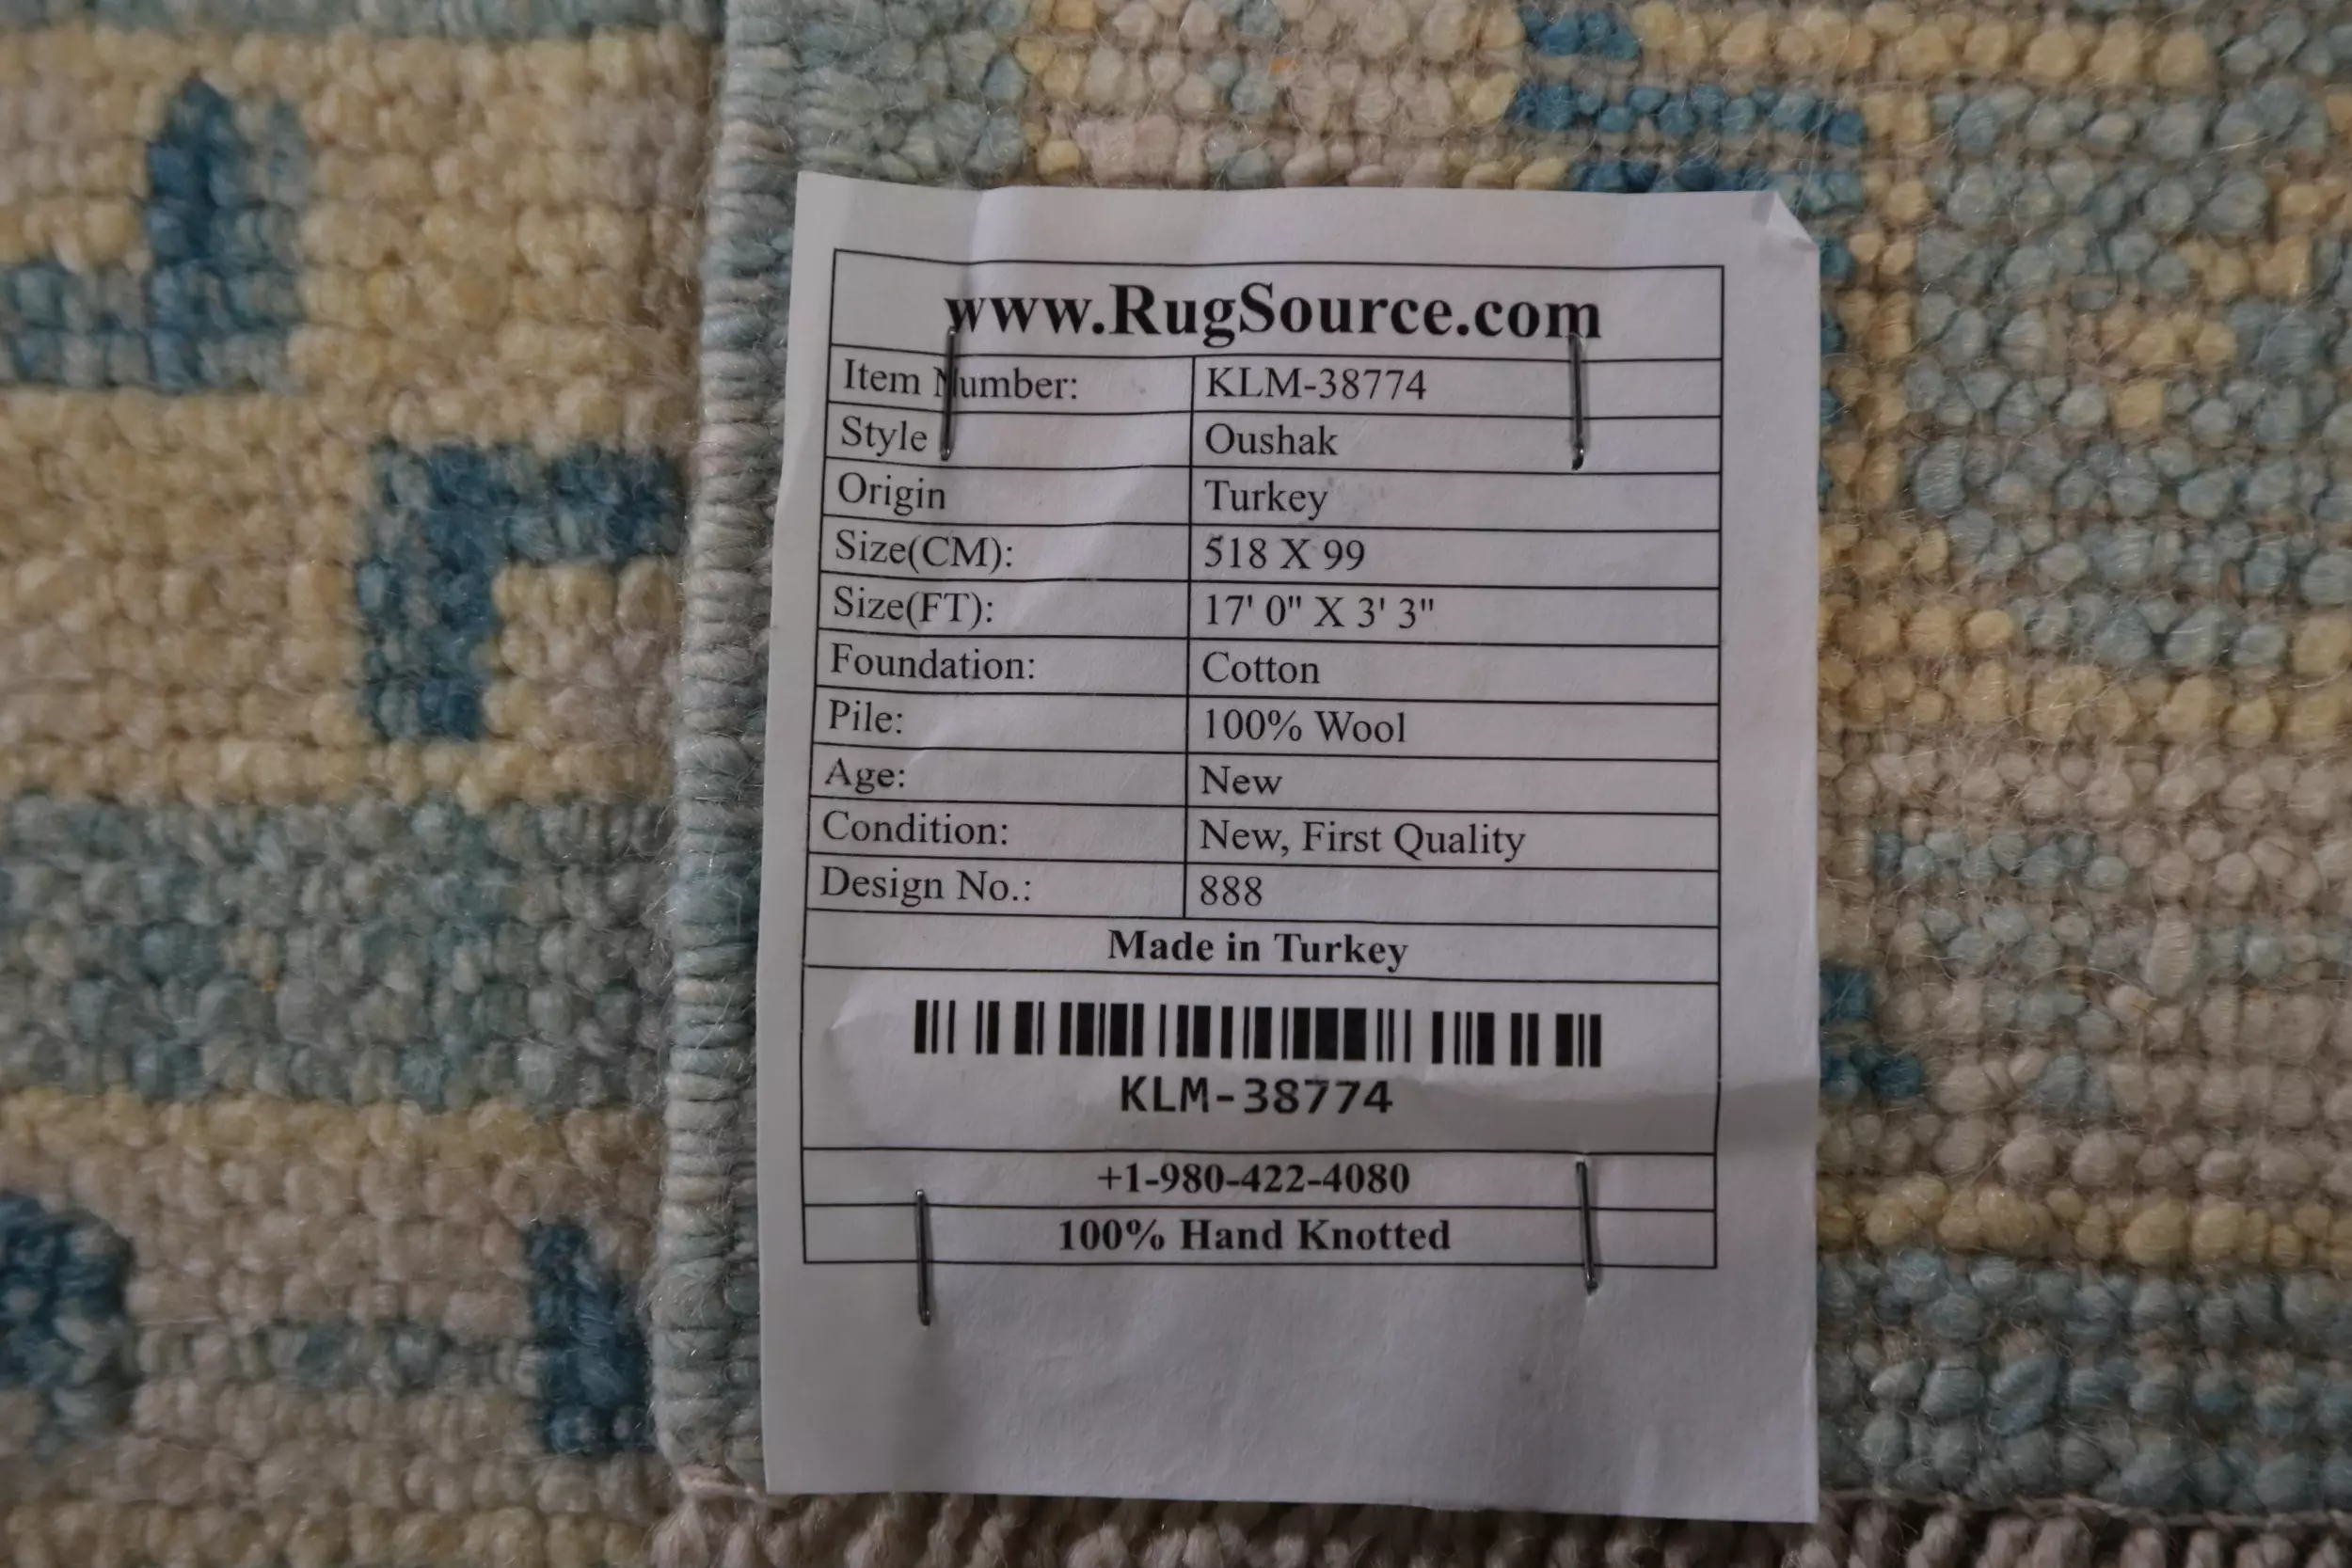 www.RugSource.com
Item Number: KLM-38774
Style Oushak
Origin Turkey
Size(CM): 518 X 99
Size(FT): 17' 0" X 3' 3"
Foundation: Cotton
Pile: 100% Wool
Age: New
Condition: New, First Quality
Design No.: 888
Made in Turkey
KLM-38774
+1-980-422-4080
100% Hand Knotted